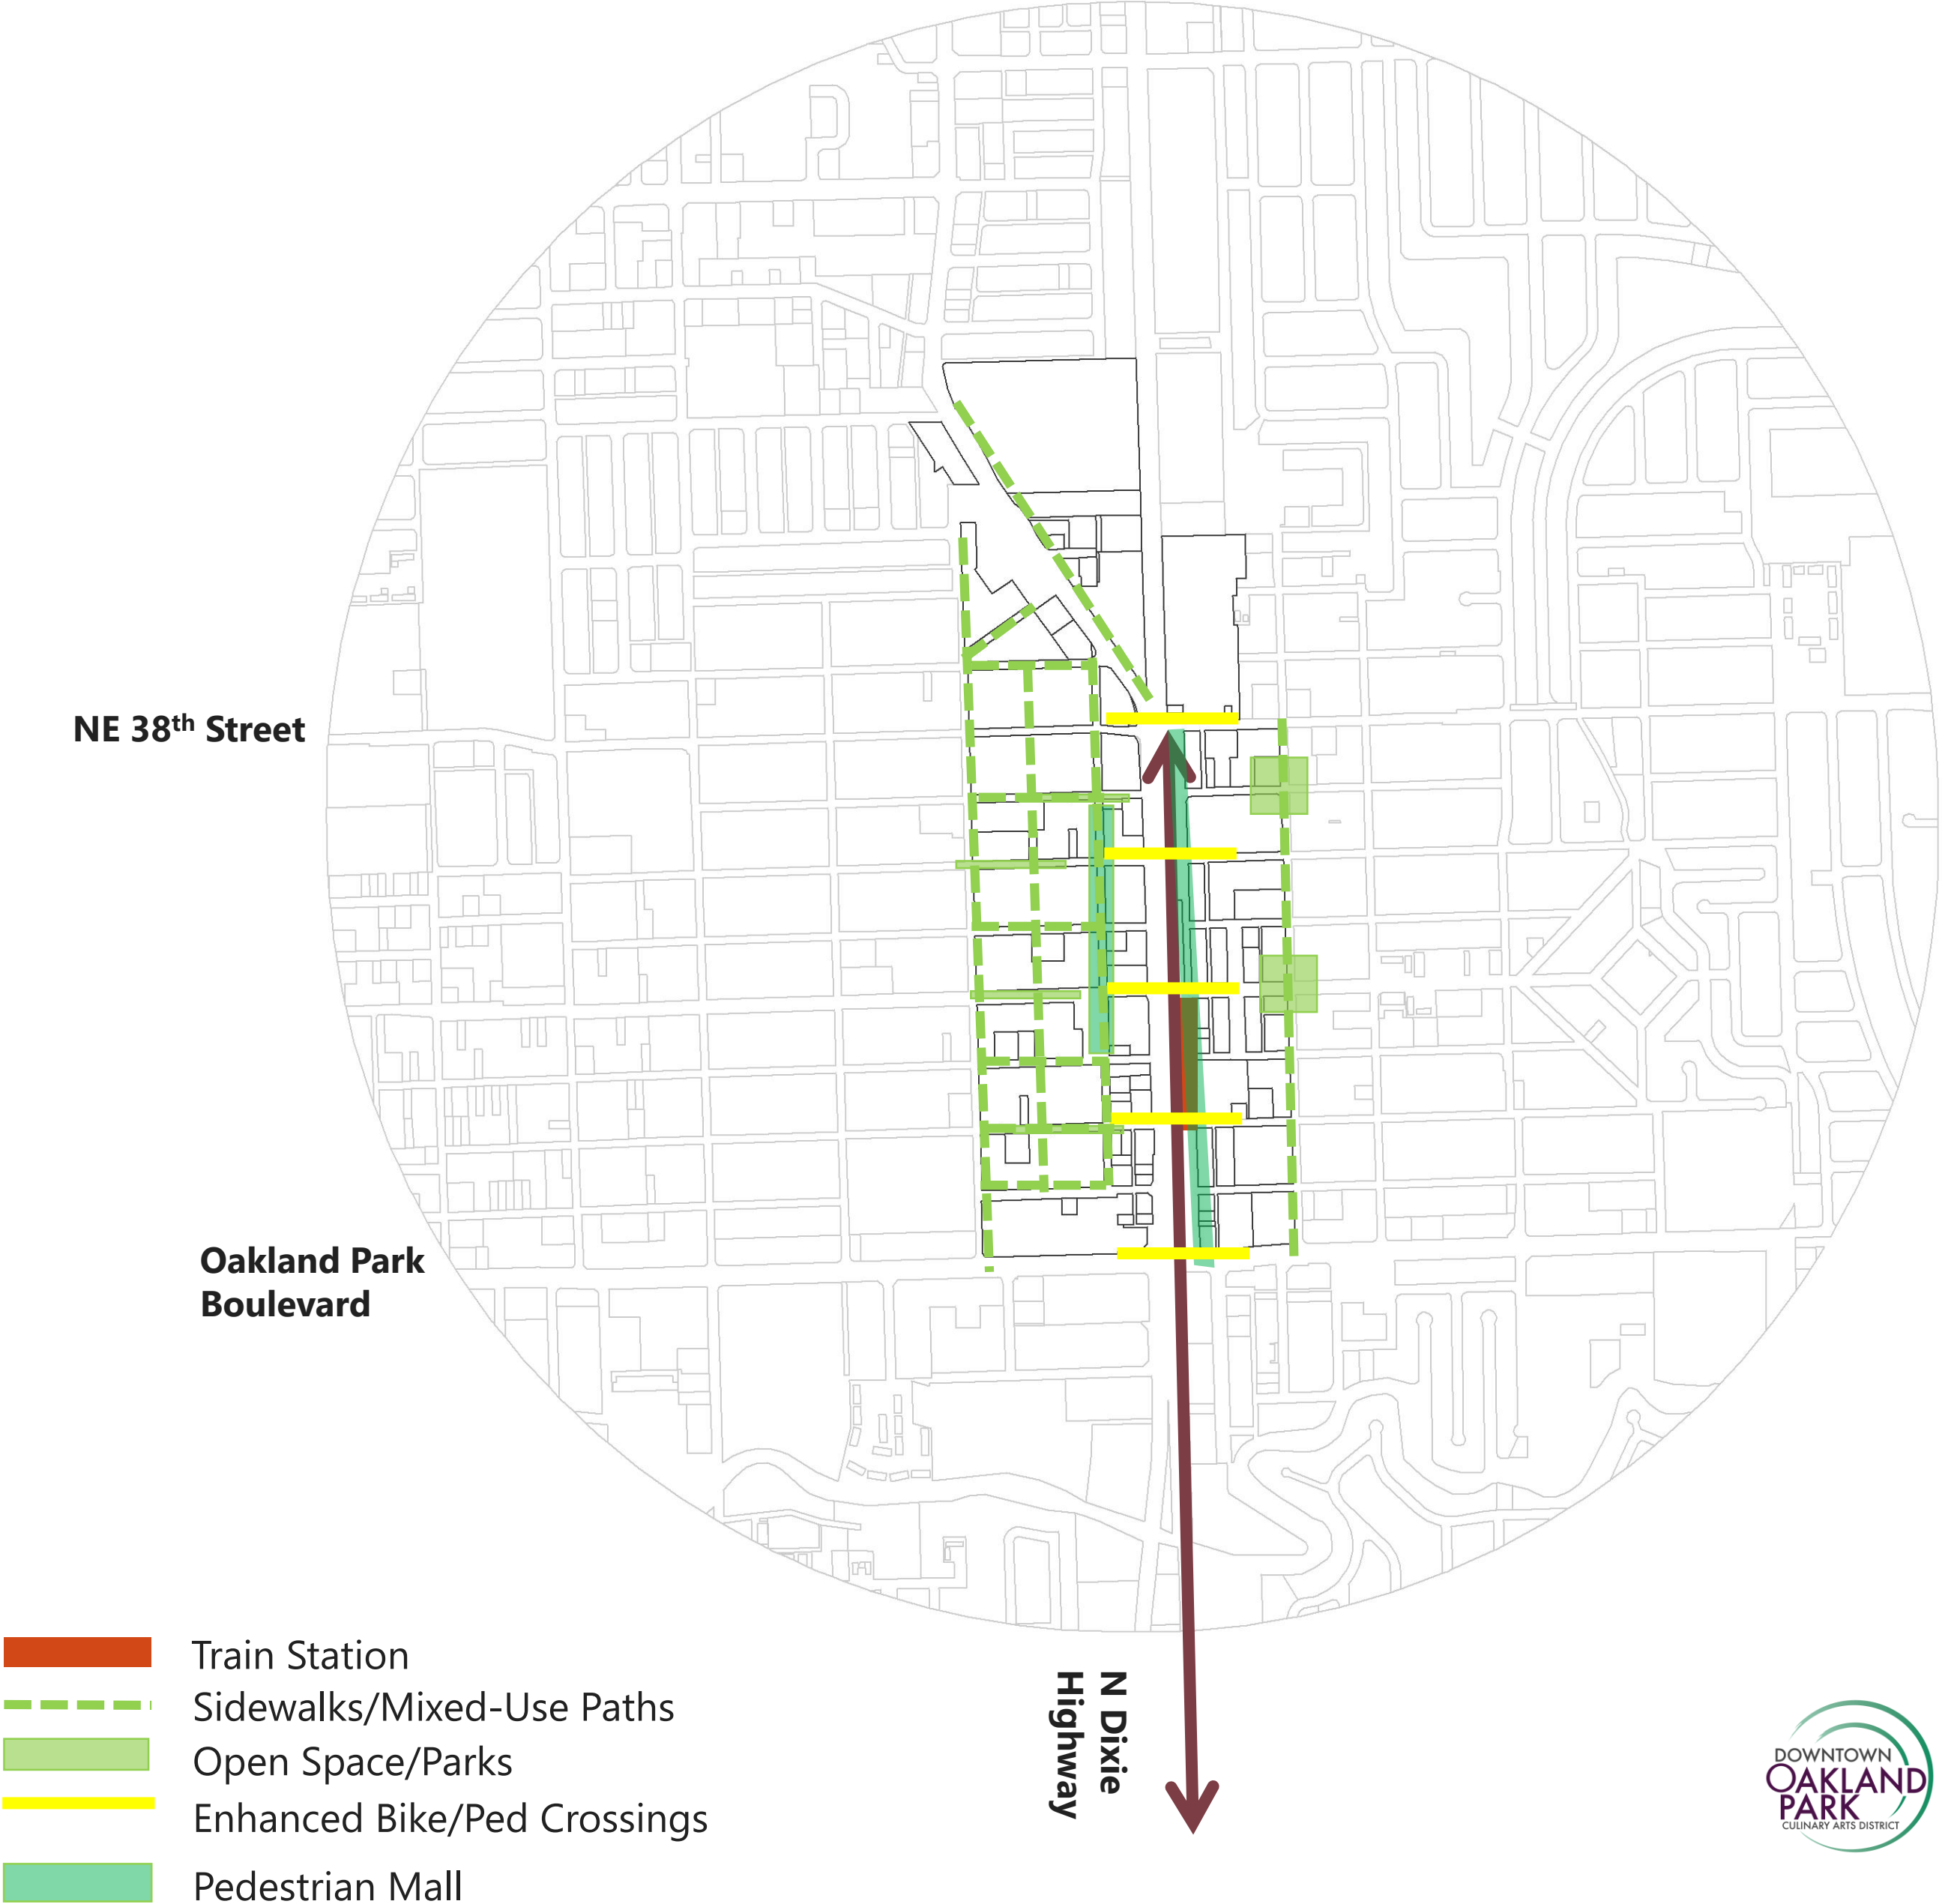 NE 38th Street
Oakland Park
Boulevard
N Dixie
Highway
Train Station
Sidewalks/Mixed-Use Paths
Open Space/Parks
Enhanced Bike/Ped Crossings
Pedestrian Mall
DOWNTOWN
OAKLAND
PARK
CULINARY ARTS DISTRICT